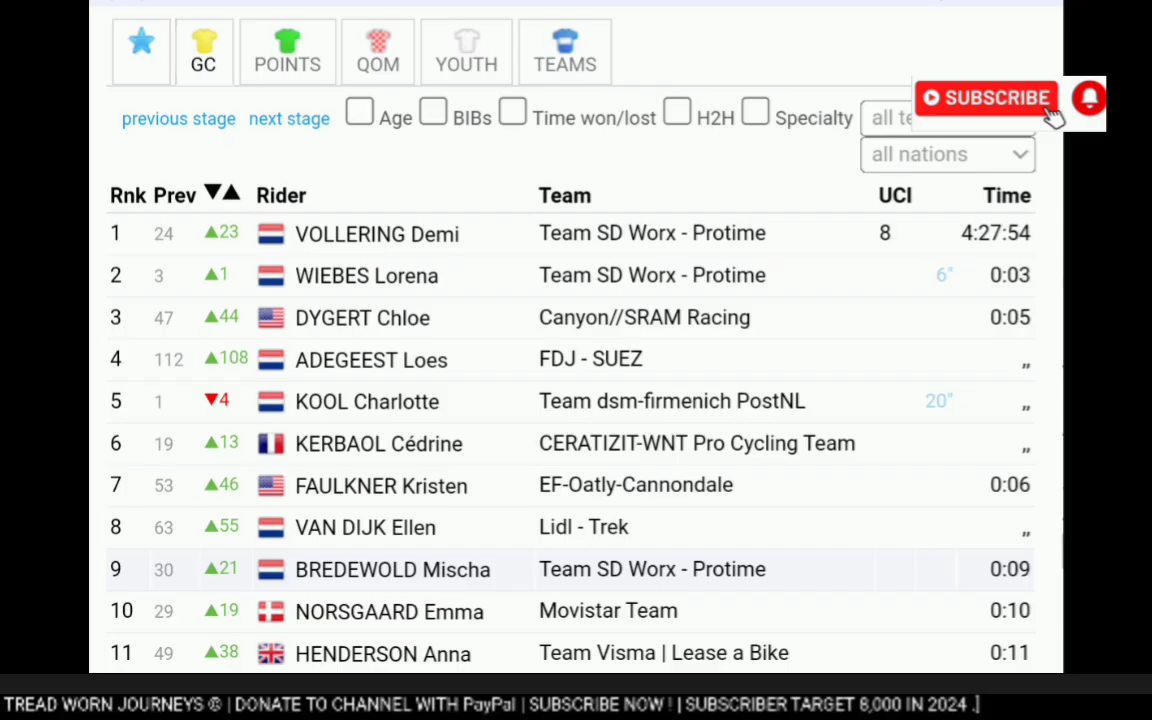 GC
POINTS
QOM
YOUTH
TEAMS
SUBSCRIBE
previous stage next stage Age BIBs Time won/lost H2H Specialty all te
all nations
Rnk Prev ▼▲ Rider Team UCI Time
1 24 ▲23 VOLLERING Demi Team SD Worx - Protime 8 4:27:54
2 3 ▲1 WIEBES Lorena Team SD Worx - Protime 6" 0:03
3 47 ▲44 DYGERT Chloe Canyon//SRAM Racing 0:05
4 112 ▲108 ADEGEEST Loes FDJ - SUEZ ,,
5 1 ▼4 KOOL Charlotte Team dsm-firmenich PostNL 20" ,,
6 19 ▲13 KERBAOL Cédrine CERATIZIT-WNT Pro Cycling Team ,,
7 53 ▲46 FAULKNER Kristen EF-Oatly-Cannondale 0:06
8 63 ▲55 VAN DIJK Ellen Lidl - Trek ,,
9 30 ▲21 BREDEWOLD Mischa Team SD Worx - Protime 0:09
10 29 ▲19 NORSGAARD Emma Movistar Team 0:10
11 49 ▲38 HENDERSON Anna Team Visma | Lease a Bike 0:11
TREAD WORN JOURNEYS © | DONATE TO CHANNEL WITH PayPal | SUBSCRIBE NOW ! | SUBSCRIBER TARGET 8,000 IN 2024 .]